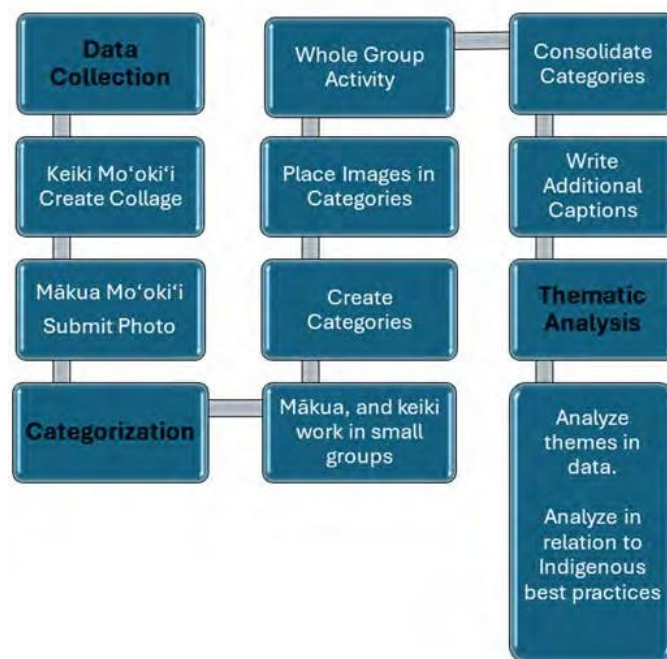 Data
Collection
Keiki Moʻokiʻi
Create Collage
Mākua Moʻokiʻi
Submit Photo
Categorization
Mākua, and keiki
work in small
groups
Create
Categories
Place Images in
Categories
Whole Group
Activity
Consolidate
Categories
Write
Additional
Captions
Thematic
Analysis
Analyze
themes in
data.
Analyze in
relation to
Indigenous
best practices